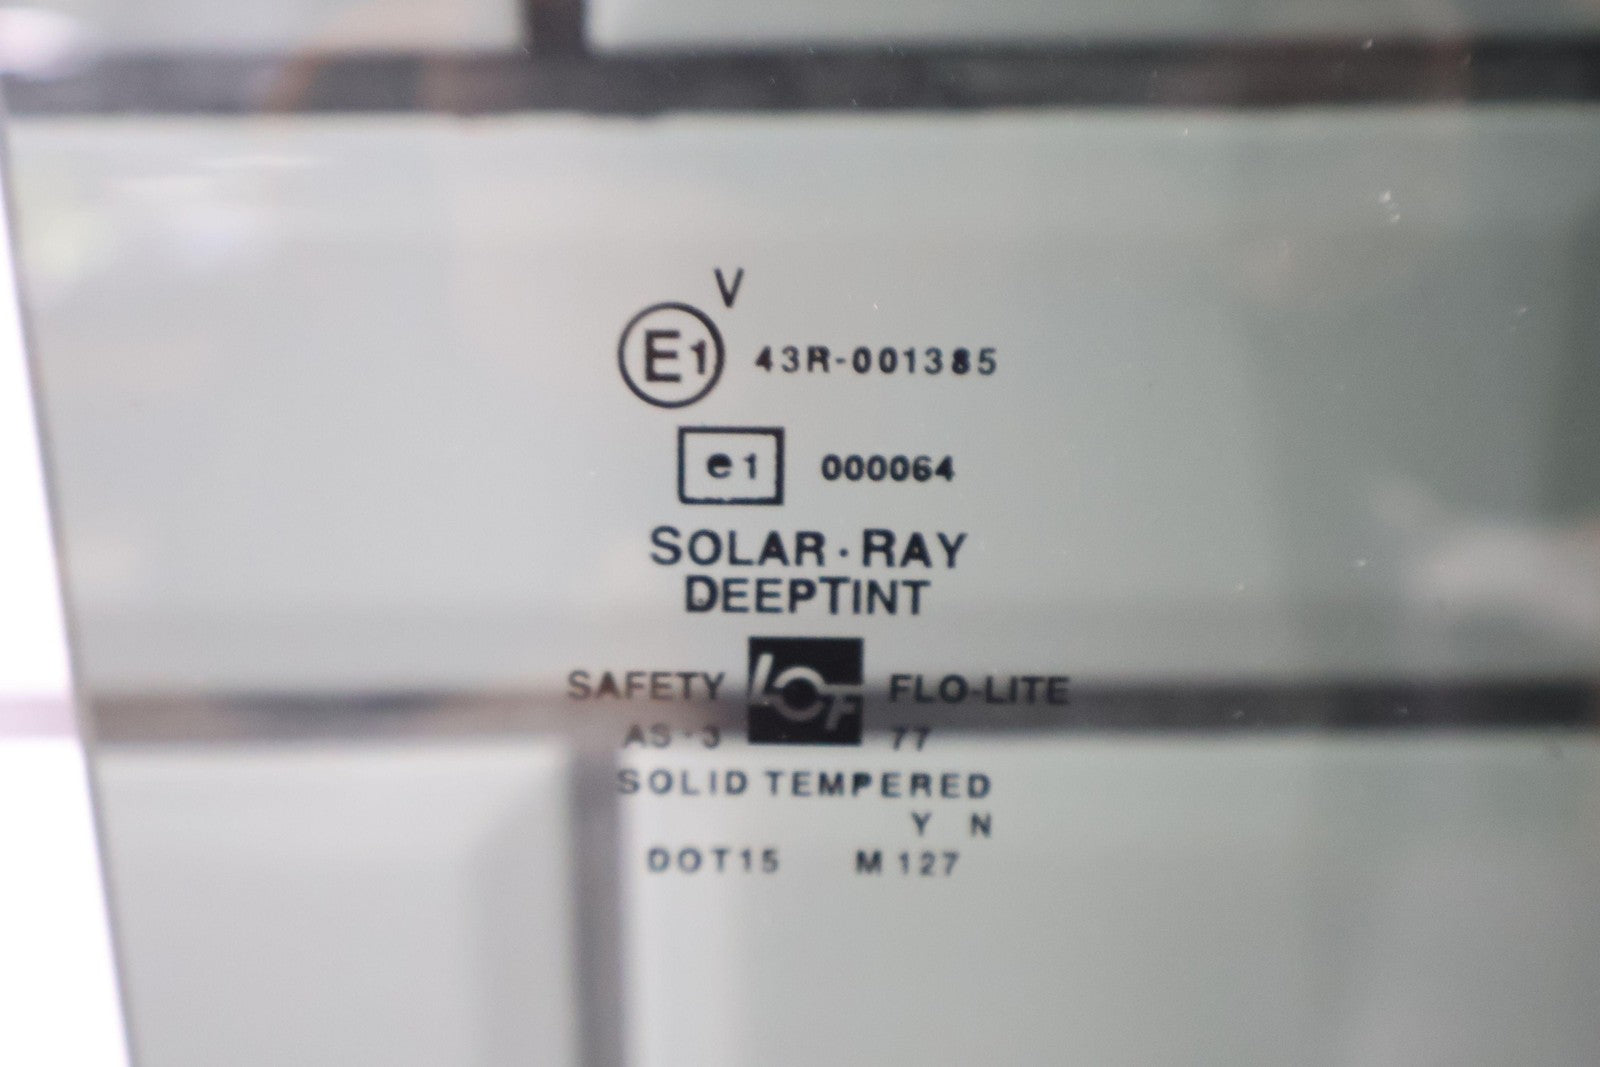 V
E1 43R-001385
e1 000064
SOLAR·RAY
DEEPTINT
SAFETY LOF FLO-LITE
AS-3 77
SOLID TEMPERED
Y N
DOT15 M127